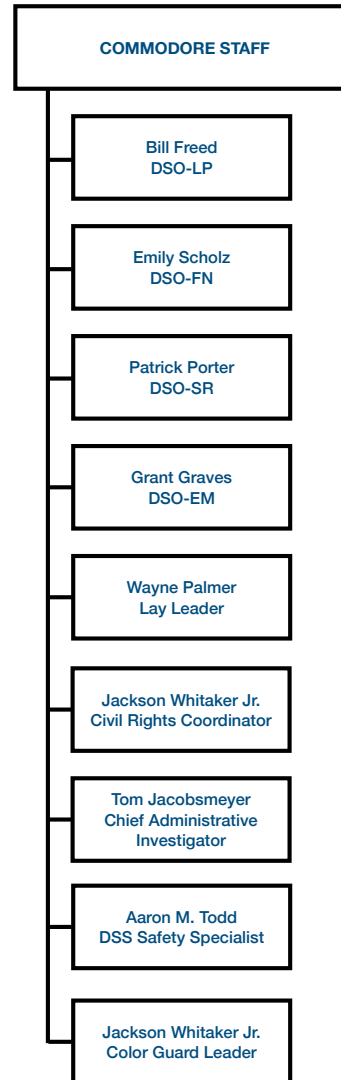 COMMODORE STAFF
Bill Freed
DSO-LP
Emily Scholz
DSO-FN
Patrick Porter
DSO-SR
Grant Graves
DSO-EM
Wayne Palmer
Lay Leader
Jackson Whitaker Jr.
Civil Rights Coordinator
Tom Jacobsmeyer
Chief Administrative
Investigator
Aaron M. Todd
DSS Safety Specialist
Jackson Whitaker Jr.
Color Guard Leader